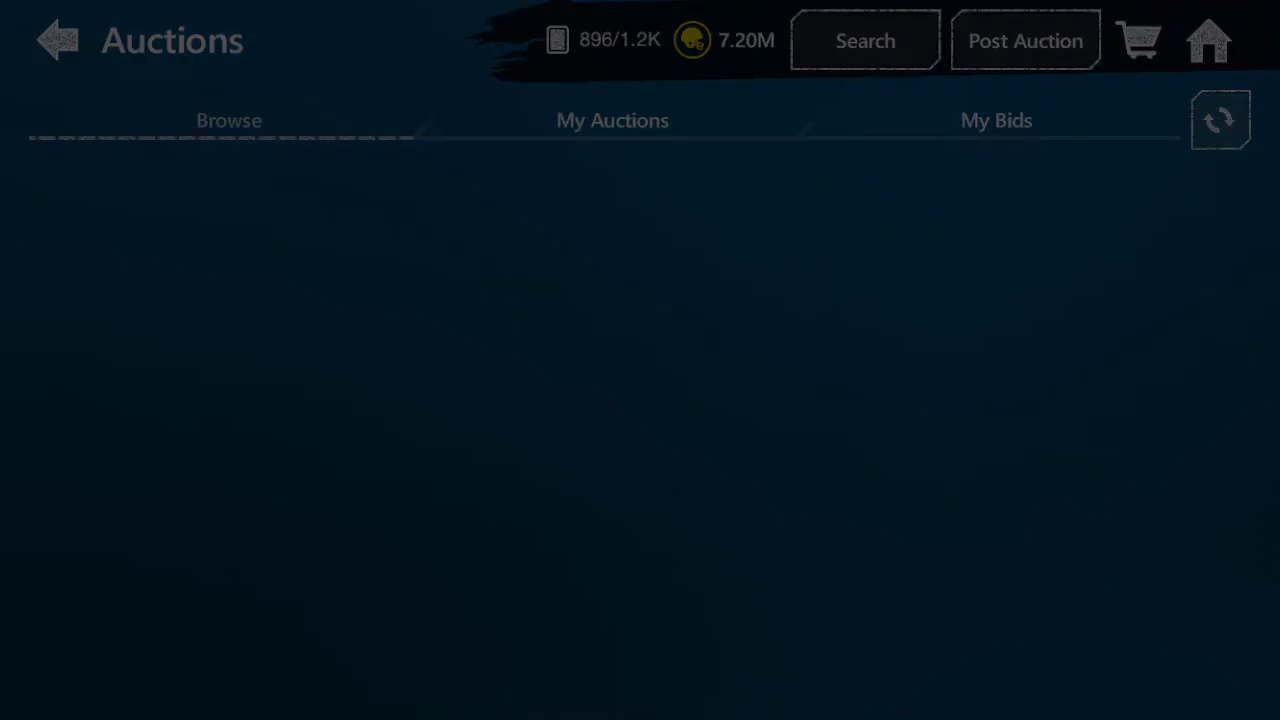 Auctions
896/1.2K
7.20M
Search
Post Auction
Browse
My Auctions
My Bids